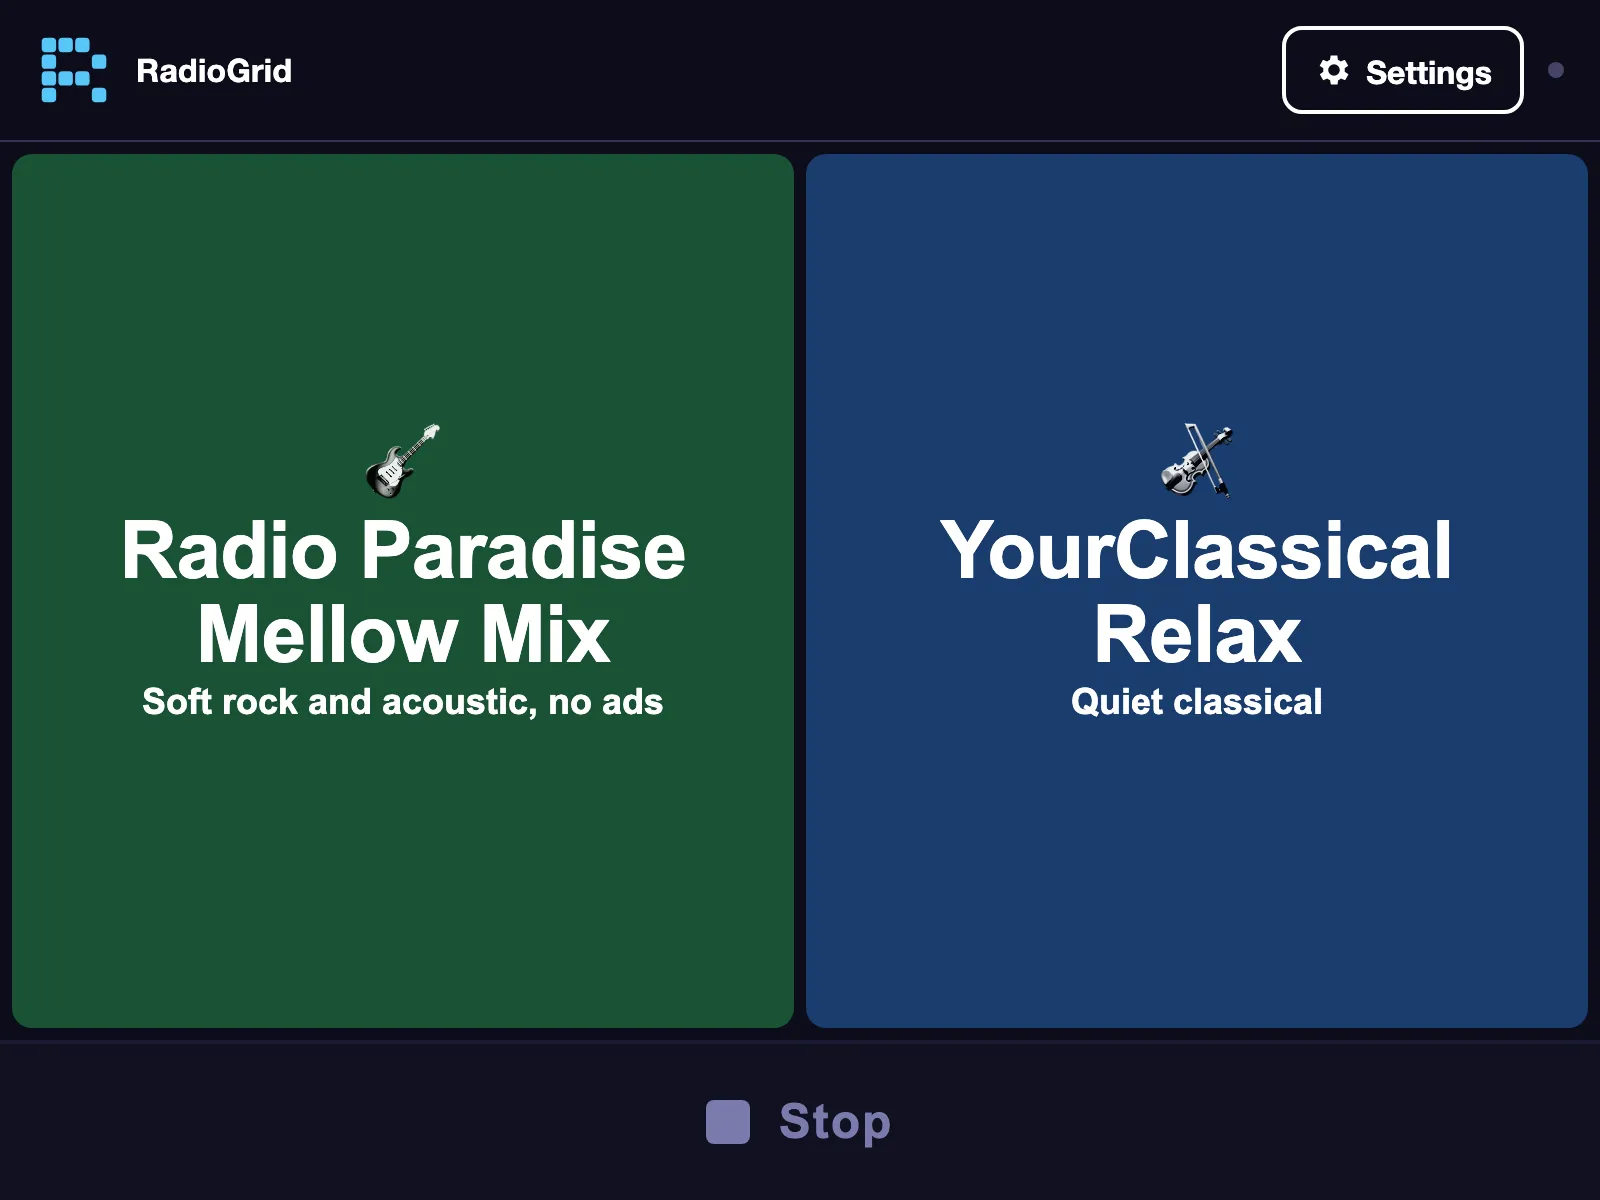 RadioGrid
Settings
Radio Paradise
Mellow Mix
Soft rock and acoustic, no ads
YourClassical
Relax
Quiet classical
Stop